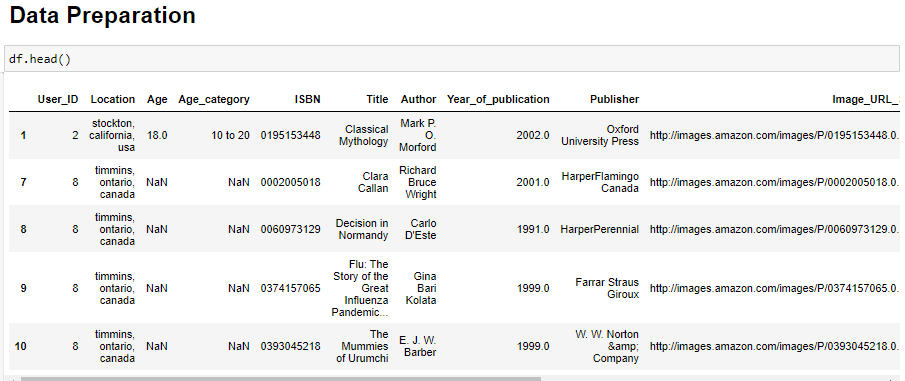 Data Preparation
df.head()
User_ID Location Age Age_category ISBN Title Author Year_of_publication Publisher Image_URL_
1 2 stockton, california, usa 18.0 10 to 20 0195153448 Classical Mythology Mark P. O. Morford 2002.0 Oxford University Press http://images.amazon.com/images/P/0195153448.0.
7 8 timmins, ontario, canada NaN NaN 0002005018 Clara Callan Richard Bruce Wright 2001.0 HarperFlamingo Canada http://images.amazon.com/images/P/0002005018.0.
8 8 timmins, ontario, canada NaN NaN 0060973129 Decision in Normandy Carlo D'Este 1991.0 HarperPerennial http://images.amazon.com/images/P/0060973129.0.
9 8 timmins, ontario, canada NaN NaN 0374157065 Flu: The Story of the Great Influenza Pandemic... Gina Bari Kolata 1999.0 Farrar Straus Giroux http://images.amazon.com/images/P/0374157065.0.
10 8 timmins, ontario, canada NaN NaN 0393045218 The Mummies of Urumchi E. J. W. Barber 1999.0 W. W. Norton &amp; Company http://images.amazon.com/images/P/0393045218.0.